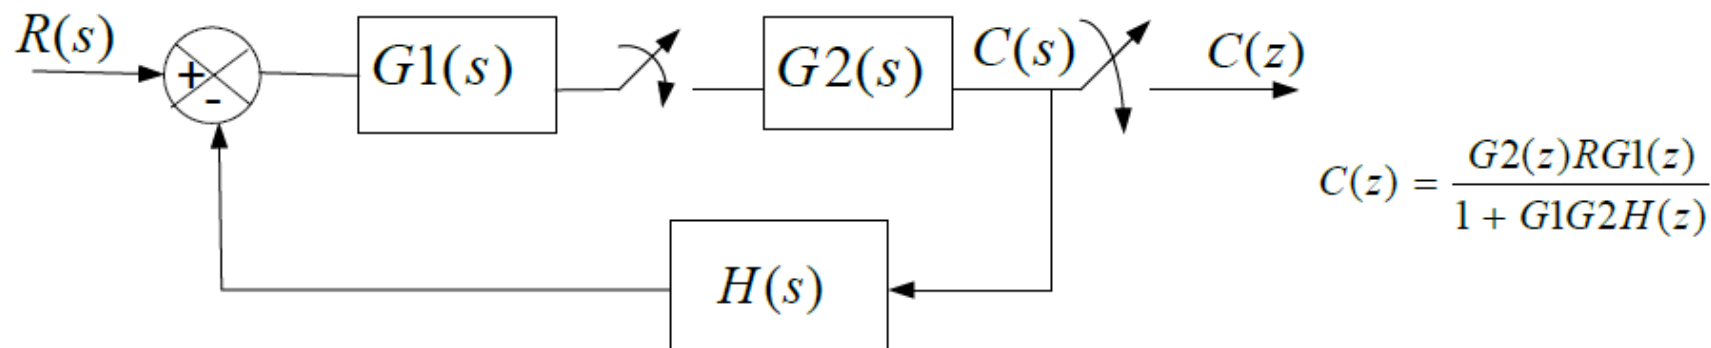 R(s)
+
-
G1(s)
G2(s)
C(s)
C(z)
H(s)
C(z) = G2(z)RG1(z) / 1 + G1G2H(z)